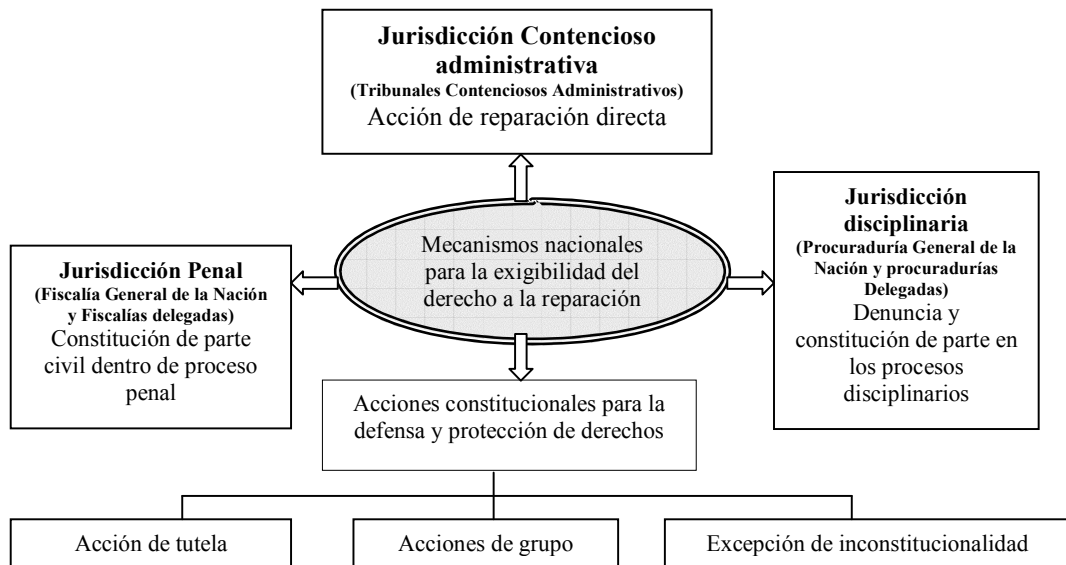 Jurisdicción Contencioso
administrativa
(Tribunales Contenciosos Administrativos)
Acción de reparación directa
Mecanismos nacionales
para la exigibilidad del
derecho a la reparación
Jurisdicción Penal
(Fiscalía General de la Nación
y Fiscalías delegadas)
Constitución de parte
civil dentro de proceso
penal
Jurisdicción
disciplinaria
(Procuraduría General de la
Nación y procuradurías
Delegadas)
Denuncia y
constitución de parte en
los procesos
disciplinarios
Acciones constitucionales para la
defensa y protección de derechos
Acción de tutela
Acciones de grupo
Excepción de inconstitucionalidad